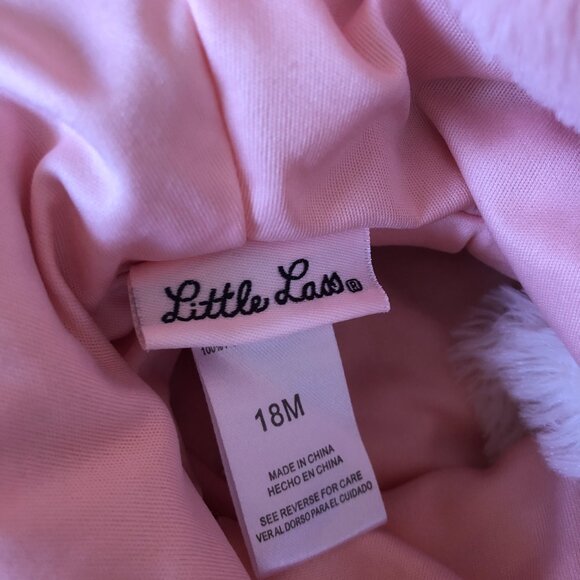 Little Lass®
100%
18M
MADE IN CHINA
HECHO EN CHINA
SEE REVERSE FOR CARE
VER AL DORSO PARA EL CUIDADO